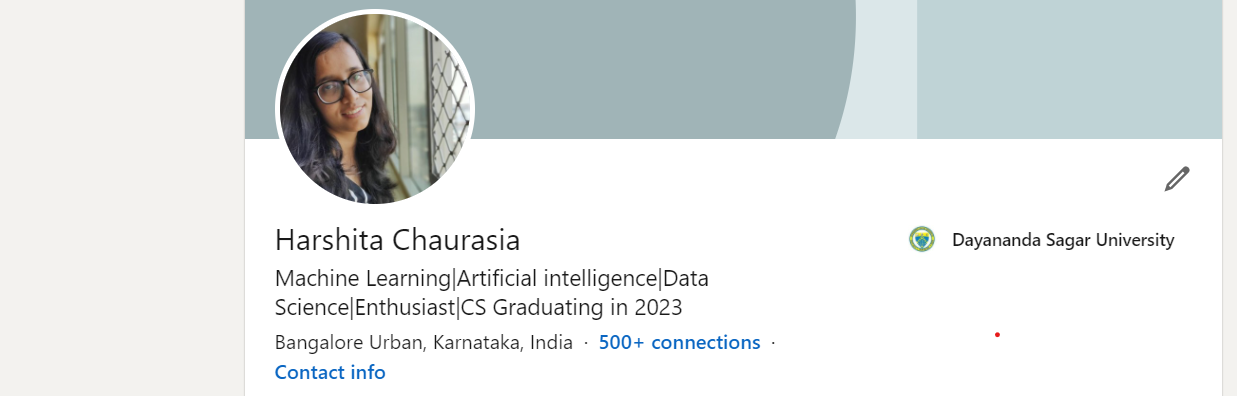 Harshita Chaurasia
Dayananda Sagar University
Machine Learning|Artificial intelligence|Data
Science|Enthusiast|CS Graduating in 2023
Bangalore Urban, Karnataka, India · 500+ connections ·
Contact info